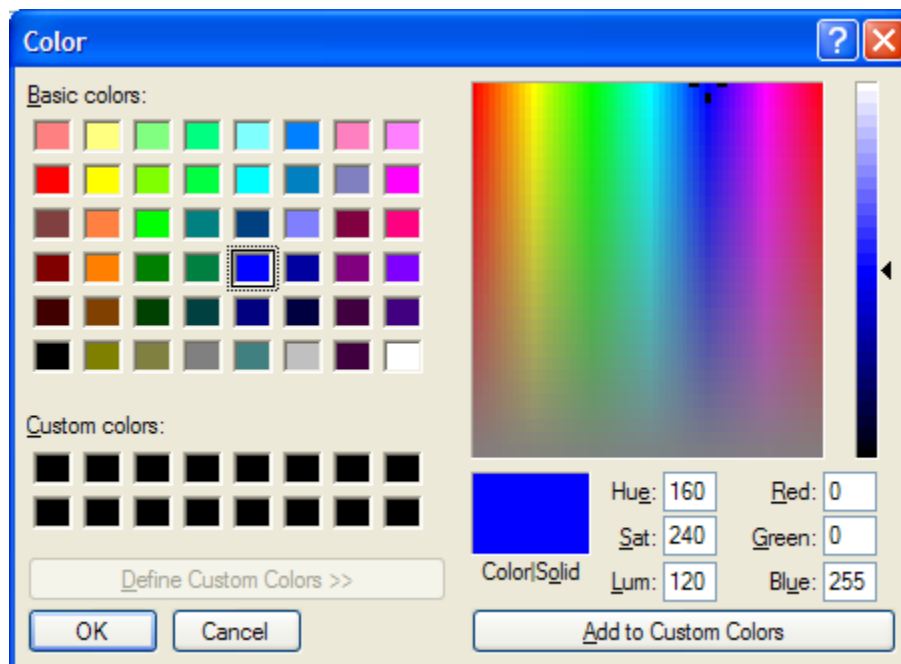 Color
?
Basic colors:
Custom colors:
Define Custom Colors >>
OK
Cancel
Color|Solid
Hue: 160
Sat: 240
Lum: 120
Red: 0
Green: 0
Blue: 255
Add to Custom Colors